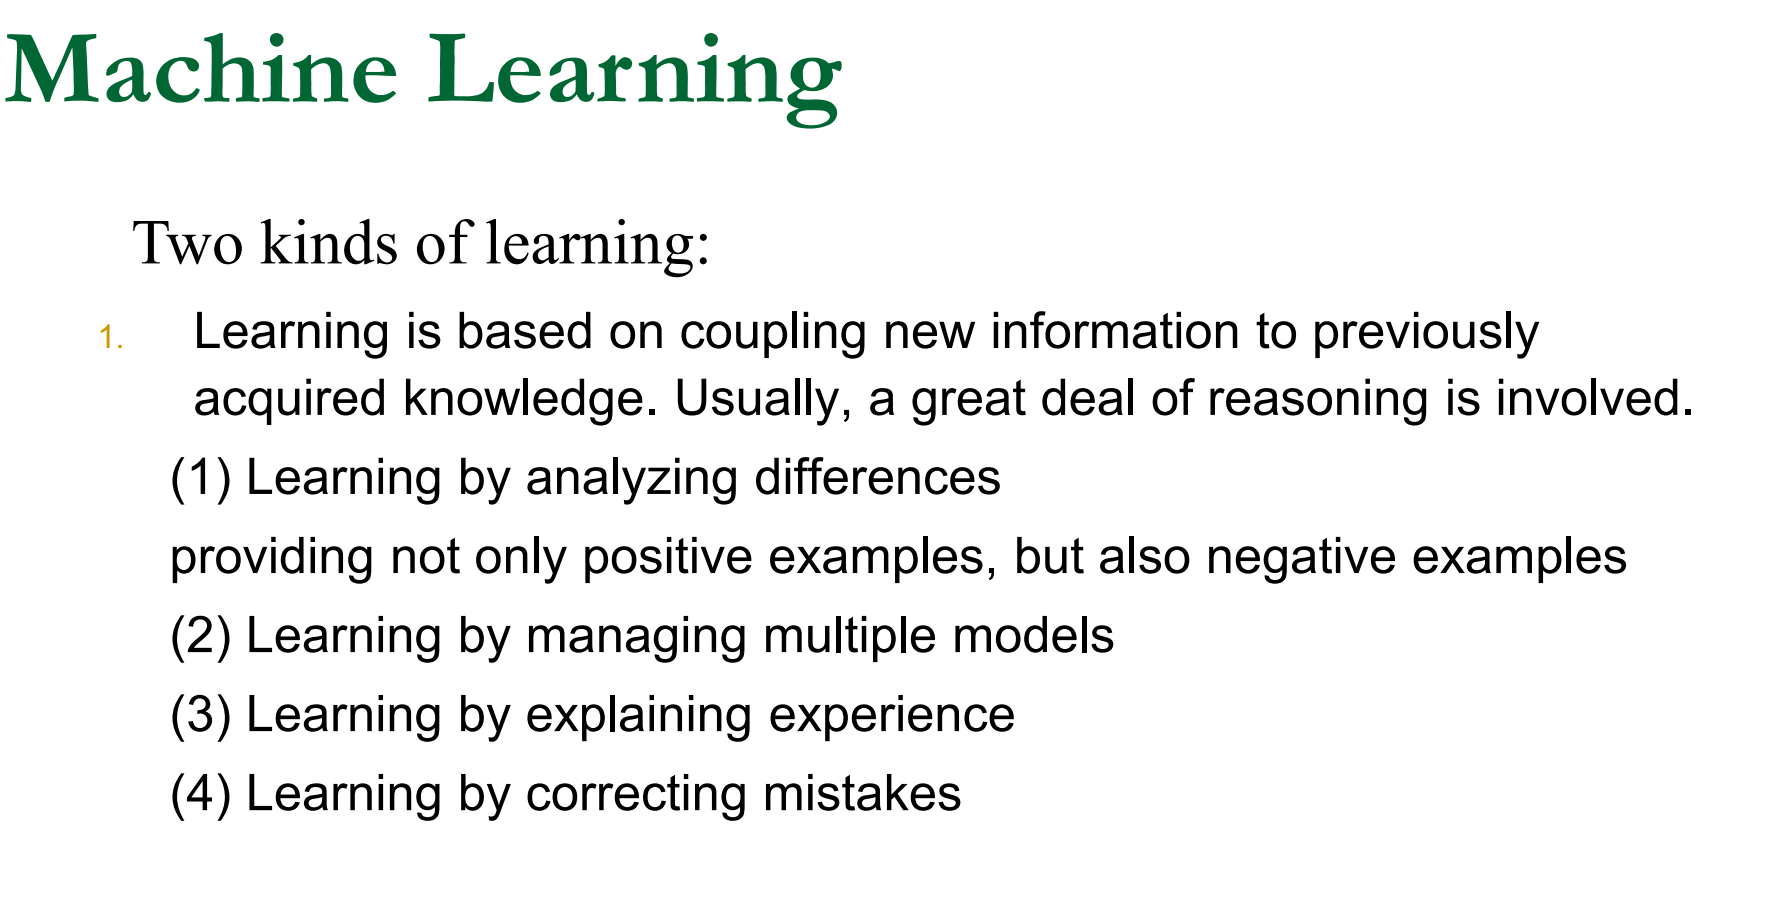 Machine Learning
Two kinds of learning:
1. Learning is based on coupling new information to previously
acquired knowledge. Usually, a great deal of reasoning is involved.
(1) Learning by analyzing differences
providing not only positive examples, but also negative examples
(2) Learning by managing multiple models
(3) Learning by explaining experience
(4) Learning by correcting mistakes